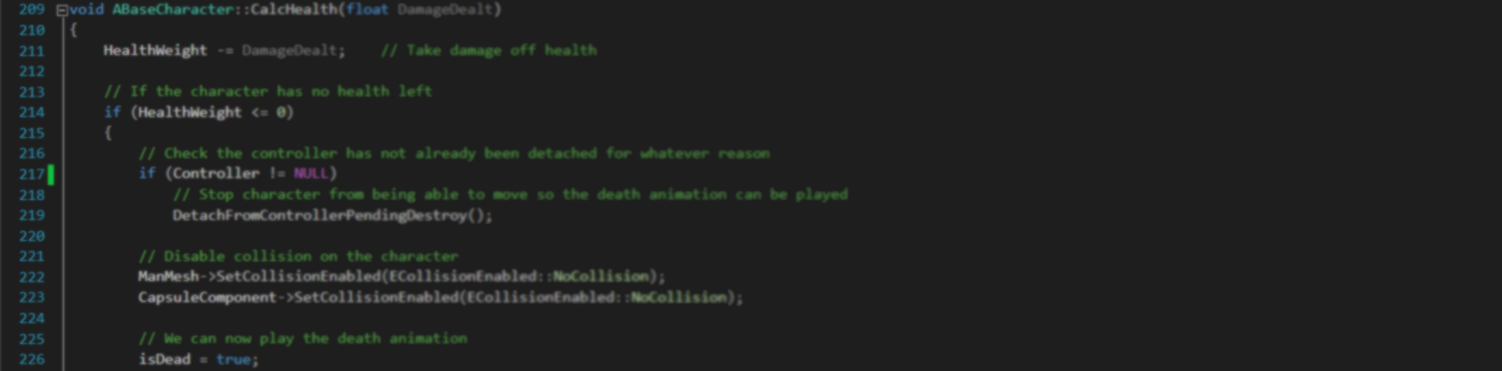 209 void ABaseCharacter::CalcHealth(float DamageDealt)
210 {
211 HealthWeight -= DamageDealt; // Take damage off health
212
213 // If the character has no health left
214 if (HealthWeight <= 0)
215 {
216 // Check the controller has not already been detached for whatever reason
217 if (Controller != NULL)
218 // Stop character from being able to move so the death animation can be played
219 DetachFromControllerPendingDestroy();
220
221 // Disable collision on the character
222 ManMesh->SetCollisionEnabled(ECollisionEnabled::NoCollision);
223 CapsuleComponent->SetCollisionEnabled(ECollisionEnabled::NoCollision);
224
225 // We can now play the death animation
226 isDead = true;